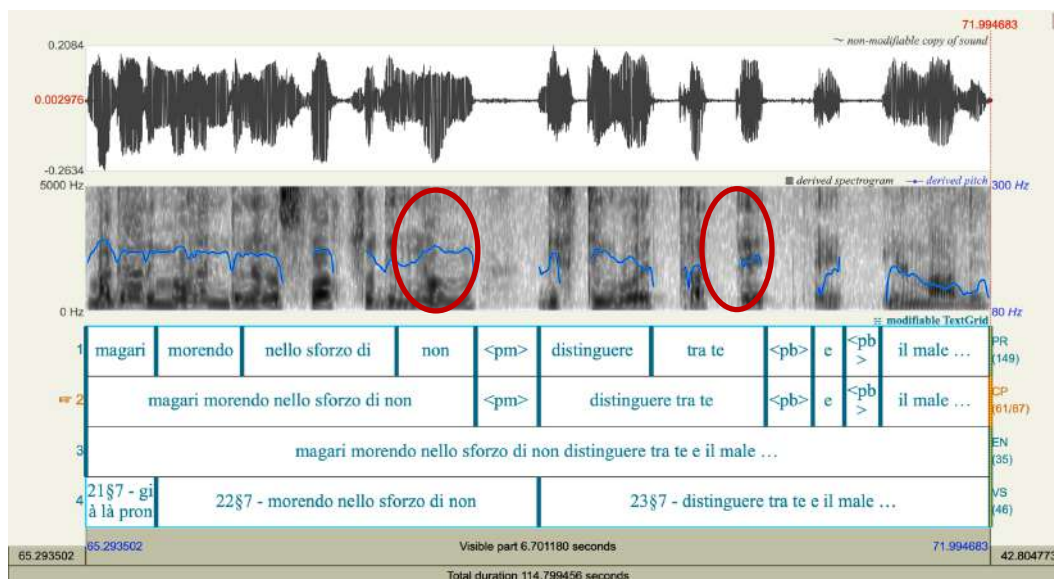 71.994683
~ non-modifiable copy of sound
0.2084
0.002976
-0.2634
5000 Hz
derived spectrogram derived pitch
300 Hz
0 Hz
80 Hz
modifiable TextGrid
1 magari morendo nello sforzo di non <pm> distinguere tra te <pb> e <pb> il male ... PR (149)
2 magari morendo nello sforzo di non <pm> distinguere tra te <pb> e <pb> il male ... CP (61/87)
3 magari morendo nello sforzo di non distinguere tra te e il male ... EN (35)
4 21§7 - gi à là pron 22§7 - morendo nello sforzo di non 23§7 - distinguere tra te e il male ... VS (46)
65.293502 65.293502 Visible part 6.701180 seconds 71.994683 42.804773
Total duration 114.799456 seconds